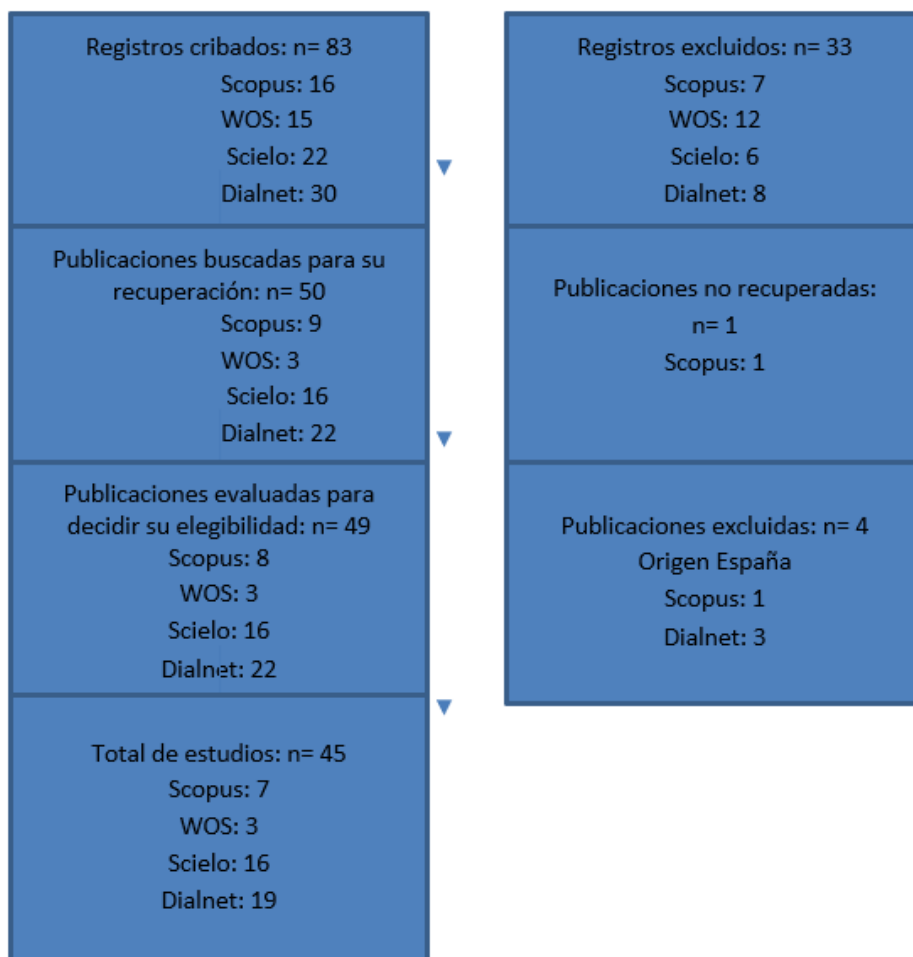 Registros cribados: n= 83
Scopus: 16
WOS: 15
Scielo: 22
Dialnet: 30
Registros excluidos: n= 33
Scopus: 7
WOS: 12
Scielo: 6
Dialnet: 8
Publicaciones buscadas para su
recuperación: n= 50
Scopus: 9
WOS: 3
Scielo: 16
Dialnet: 22
Publicaciones no recuperadas:
n= 1
Scopus: 1
Publicaciones evaluadas para
decidir su elegibilidad: n= 49
Scopus: 8
WOS: 3
Scielo: 16
Dialnet: 22
Publicaciones excluidas: n= 4
Origen España
Scopus: 1
Dialnet: 3
Total de estudios: n= 45
Scopus: 7
WOS: 3
Scielo: 16
Dialnet: 19